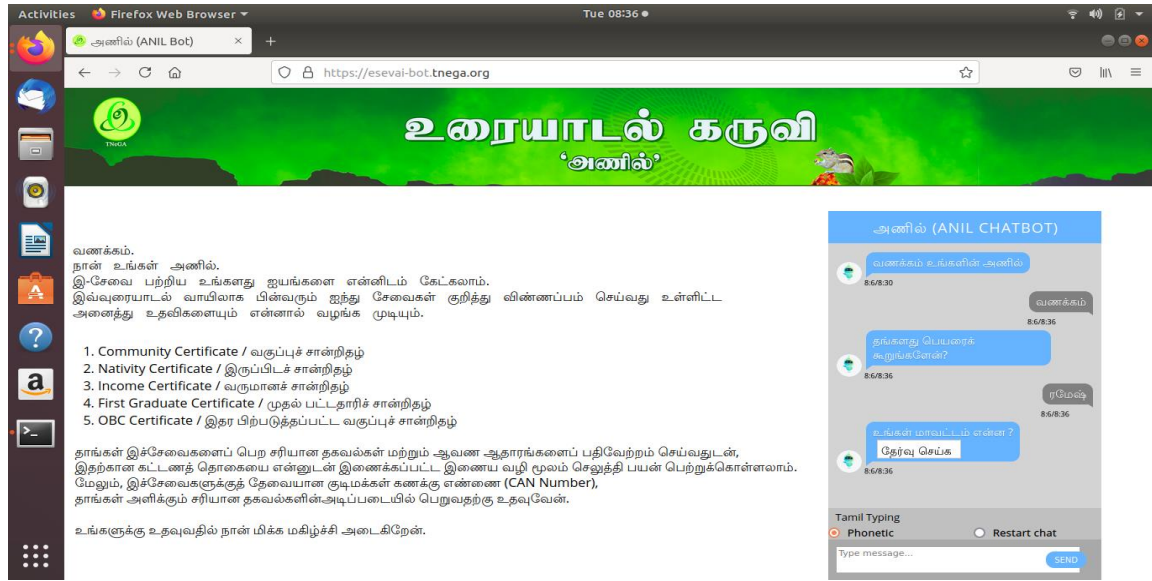 Activities Firefox Web Browser Tue 08:36
அணில் (ANIL Bot) × +
https://esevai-bot.tnega.org
TNeGA
உரையாடல் கருவி
‘அணில்’
வணக்கம்.
நான் உங்கள் அணில்.
இ-சேவை பற்றிய உங்களது ஐயங்களை என்னிடம் கேட்கலாம்.
இவ்வுரையாடல் வாயிலாக பின்வரும் ஐந்து சேவைகள் குறித்து விண்ணப்பம் செய்வது உள்ளிட்ட
அனைத்து உதவிகளையும் என்னால் வழங்க முடியும்.
1. Community Certificate / வகுப்புச் சான்றிதழ்
2. Nativity Certificate / இருப்பிடச் சான்றிதழ்
3. Income Certificate / வருமானச் சான்றிதழ்
4. First Graduate Certificate / முதல் பட்டதாரிச் சான்றிதழ்
5. OBC Certificate / இதர பிற்படுத்தப்பட்ட வகுப்புச் சான்றிதழ்
தாங்கள் இச்சேவைகளைப் பெற சரியான தகவல்கள் மற்றும் ஆவண ஆதாரங்களைப் பதிவேற்றம் செய்வதுடன்,
இதற்கான கட்டணத் தொகையை என்னுடன் இணைக்கப்பட்ட இணைய வழி மூலம் செலுத்தி பயன் பெற்றுக்கொள்ளலாம்.
மேலும், இச்சேவைகளுக்குத் தேவையான குடிமக்கள் கணக்கு எண்ணை (CAN Number),
தாங்கள் அளிக்கும் சரியான தகவல்களின்அடிப்படையில் பெறுவதற்கு உதவுவேன்.
உங்களுக்கு உதவுவதில் நான் மிக்க மகிழ்ச்சி அடைகிறேன்.
அணில் (ANIL CHATBOT)
வணக்கம் உங்களின் அணில்
8:6/8:30
வணக்கம்
8:6/8:36
தங்களது பெயரைக்
கூறுங்களேன்?
8:6/8:36
ரமேஷ்
8:6/8:36
உங்கள் மாவட்டம் என்ன ?
தேர்வு செய்க
8:6/8:36
Tamil Typing
Phonetic Restart chat
Type message...
SEND